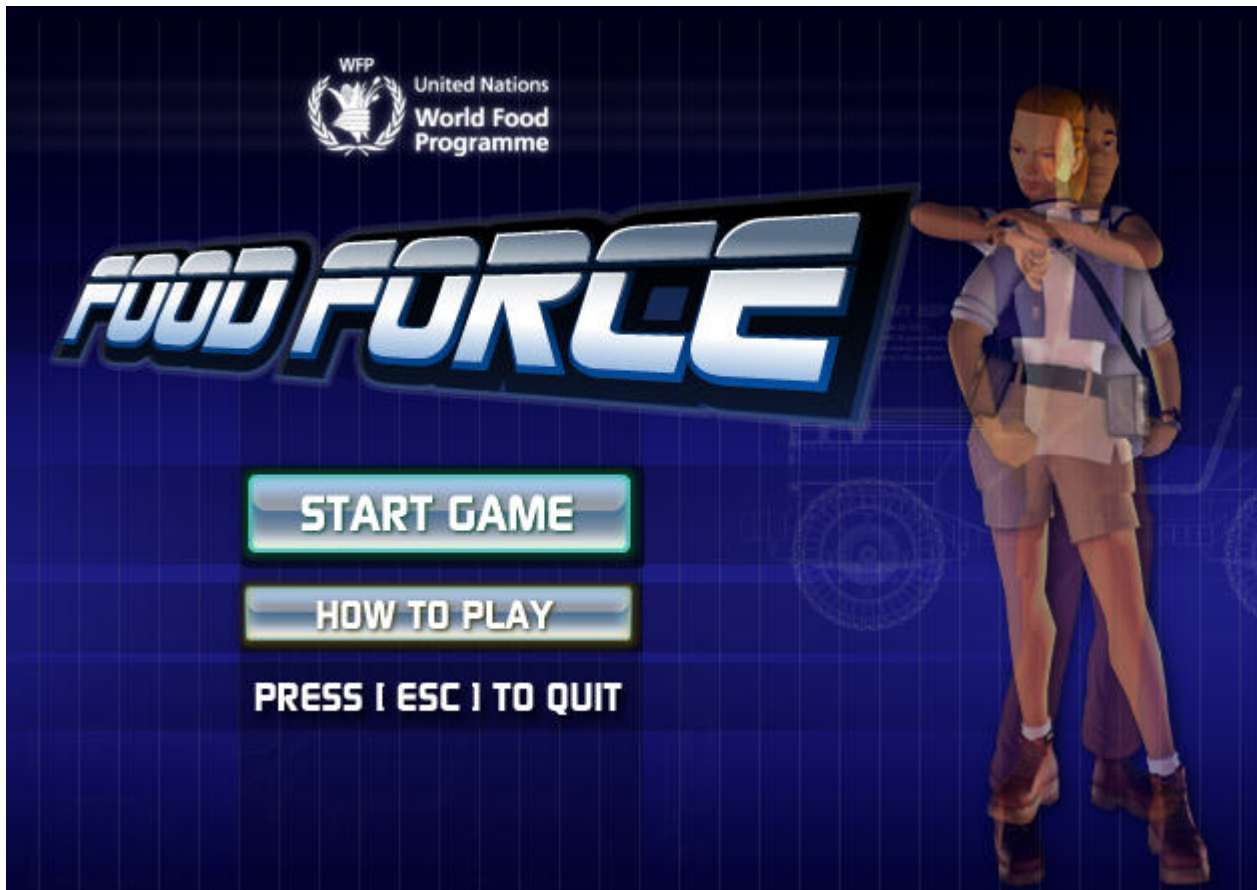 WFP
United Nations
World Food
Programme
FOOD FORCE
START GAME
HOW TO PLAY
PRESS [ ESC ] TO QUIT